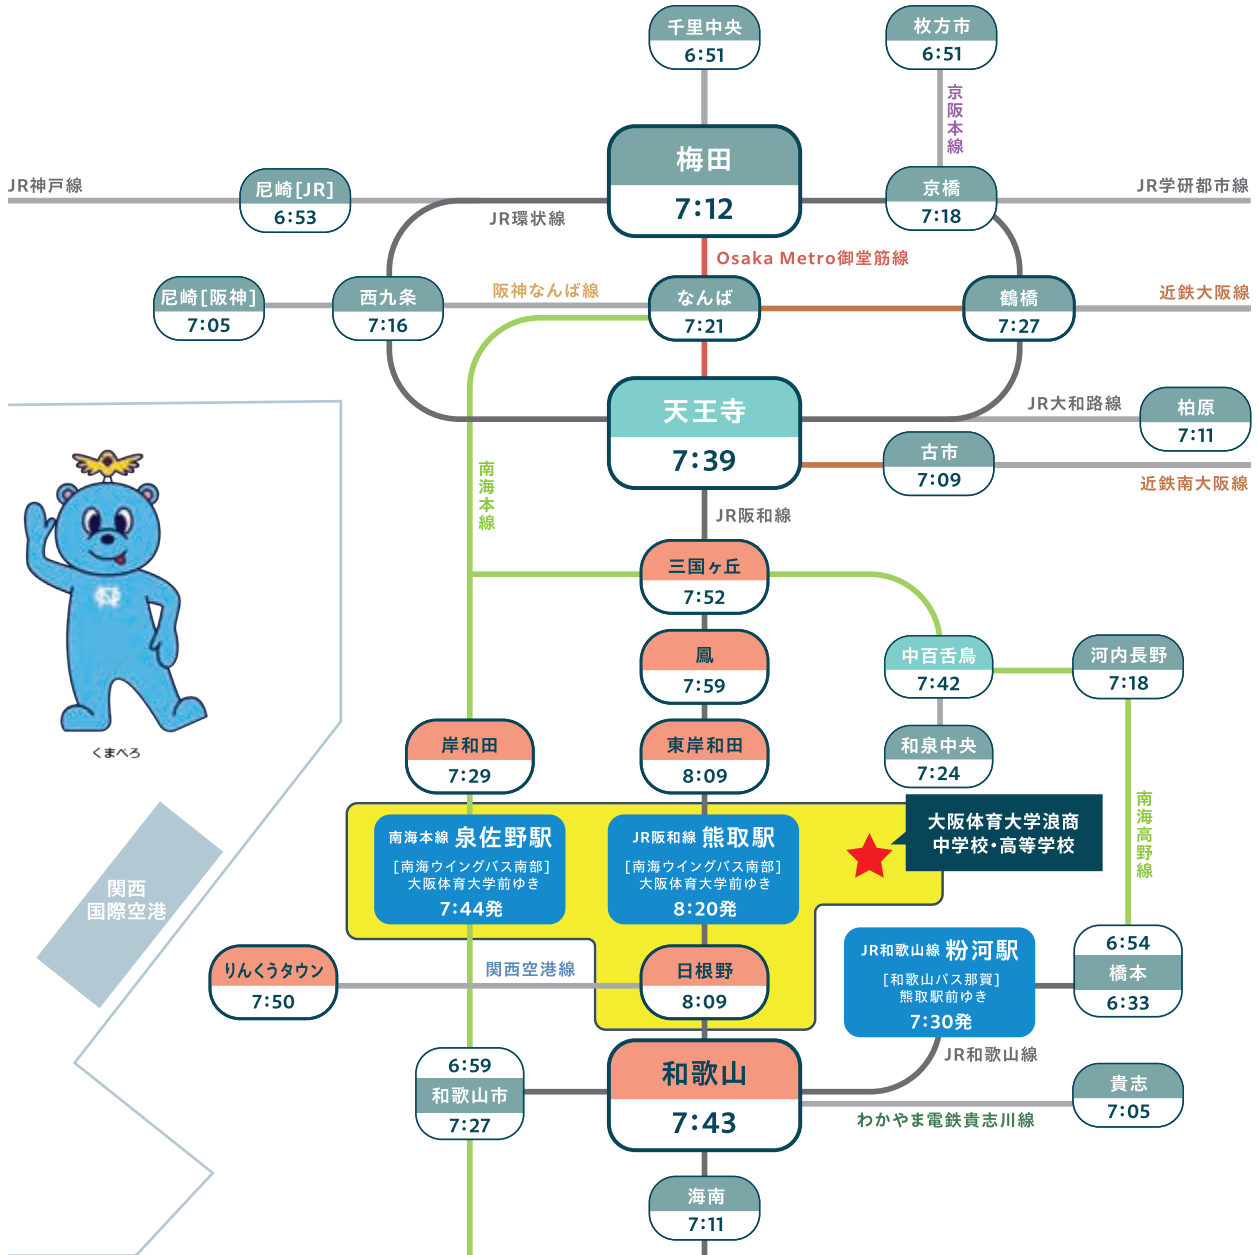 千里中央
6:51
枚方市
6:51
京阪本線
梅田
7:12
JR神戸線
尼崎[JR]
6:53
JR環状線
京橋
7:18
JR学研都市線
Osaka Metro御堂筋線
尼崎[阪神]
7:05
西九条
7:16
阪神なんば線
なんば
7:21
鶴橋
7:27
近鉄大阪線
天王寺
7:39
JR大和路線
柏原
7:11
古市
7:09
近鉄南大阪線
南海本線
JR阪和線
三国ヶ丘
7:52
鳳
7:59
中百舌鳥
7:42
河内長野
7:18
岸和田
7:29
東岸和田
8:09
和泉中央
7:24
くまべろ
南海高野線
大阪体育大学浪商
中学校・高等学校
南海本線 泉佐野駅
[南海ウイングバス南部]
大阪体育大学前ゆき
7:44発
JR阪和線 熊取駅
[南海ウイングバス南部]
大阪体育大学前ゆき
8:20発
関西
国際空港
りんくうタウン
7:50
関西空港線
日根野
8:09
JR和歌山線 粉河駅
[和歌山バス那賀]
熊取駅前ゆき
7:30発
6:54
橋本
6:33
6:59
和歌山市
7:27
和歌山
7:43
JR和歌山線
わかやま電鉄貴志川線
貴志
7:05
海南
7:11